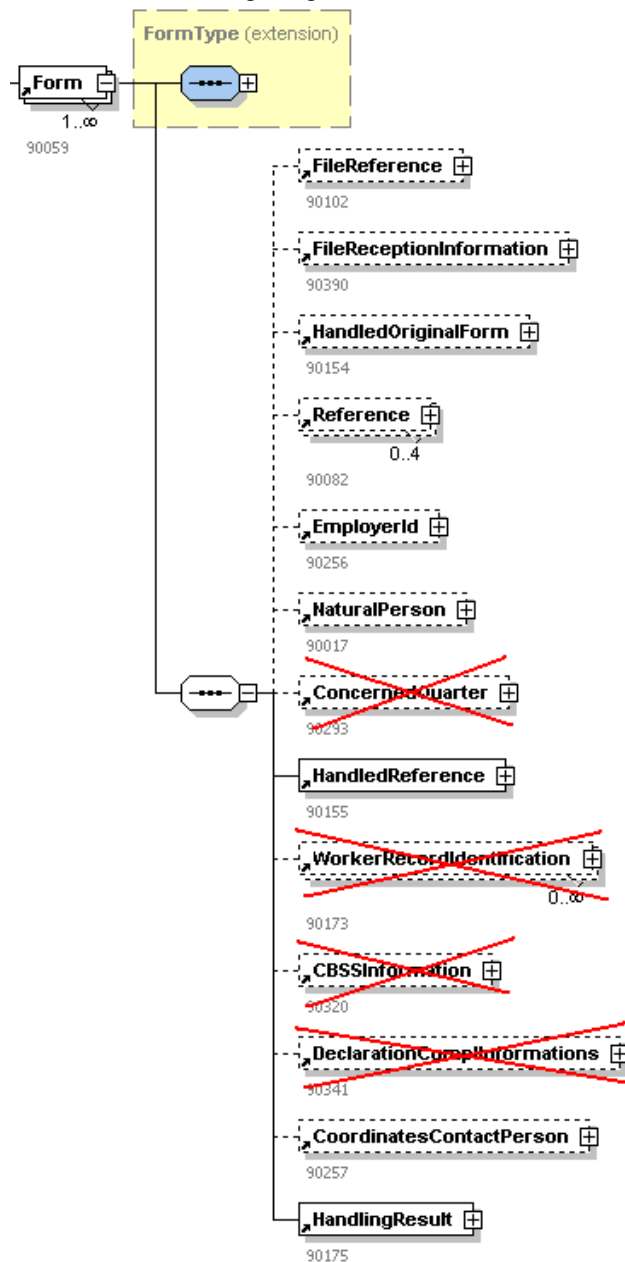 FormType (extension)
Form
1..∞
90059
FileReference
90102
FileReceptionInformation
90390
HandledOriginalForm
90154
Reference
0..4
90082
EmployerId
90256
NaturalPerson
90017
ConcernedQuarter
90293
HandledReference
90155
WorkerRecordIdentification
0..∞
90173
CBSSInformation
90320
DeclarationComplInformations
90341
CoordinatesContactPerson
90257
HandlingResult
90175